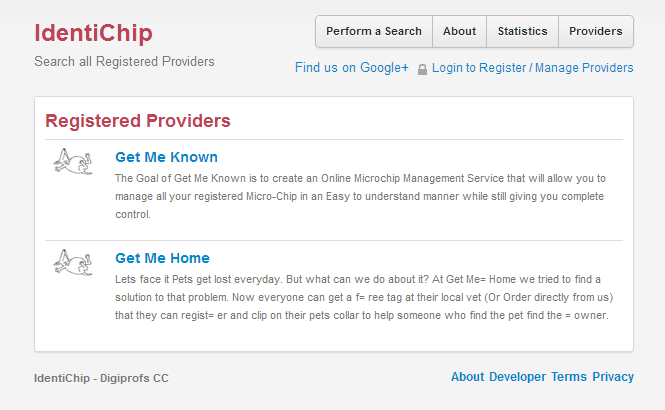 IdentiChip
Search all Registered Providers
Perform a Search About Statistics Providers
Find us on Google+ Login to Register / Manage Providers
Registered Providers
Get Me Known
The Goal of Get Me Known is to create an Online Microchip Management Service that will allow you to
manage all your registered Micro-Chip in an Easy to understand manner while still giving you complete
control.
Get Me Home
Lets face it Pets get lost everyday. But what can we do about it? At Get Me= Home we tried to find a
solution to that problem. Now everyone can get a f= ree tag at their local vet (Or Order directly from us)
that they can regist= er and clip on their pets collar to help someone who find the pet find the = owner.
IdentiChip - Digiprofs CC
About Developer Terms Privacy